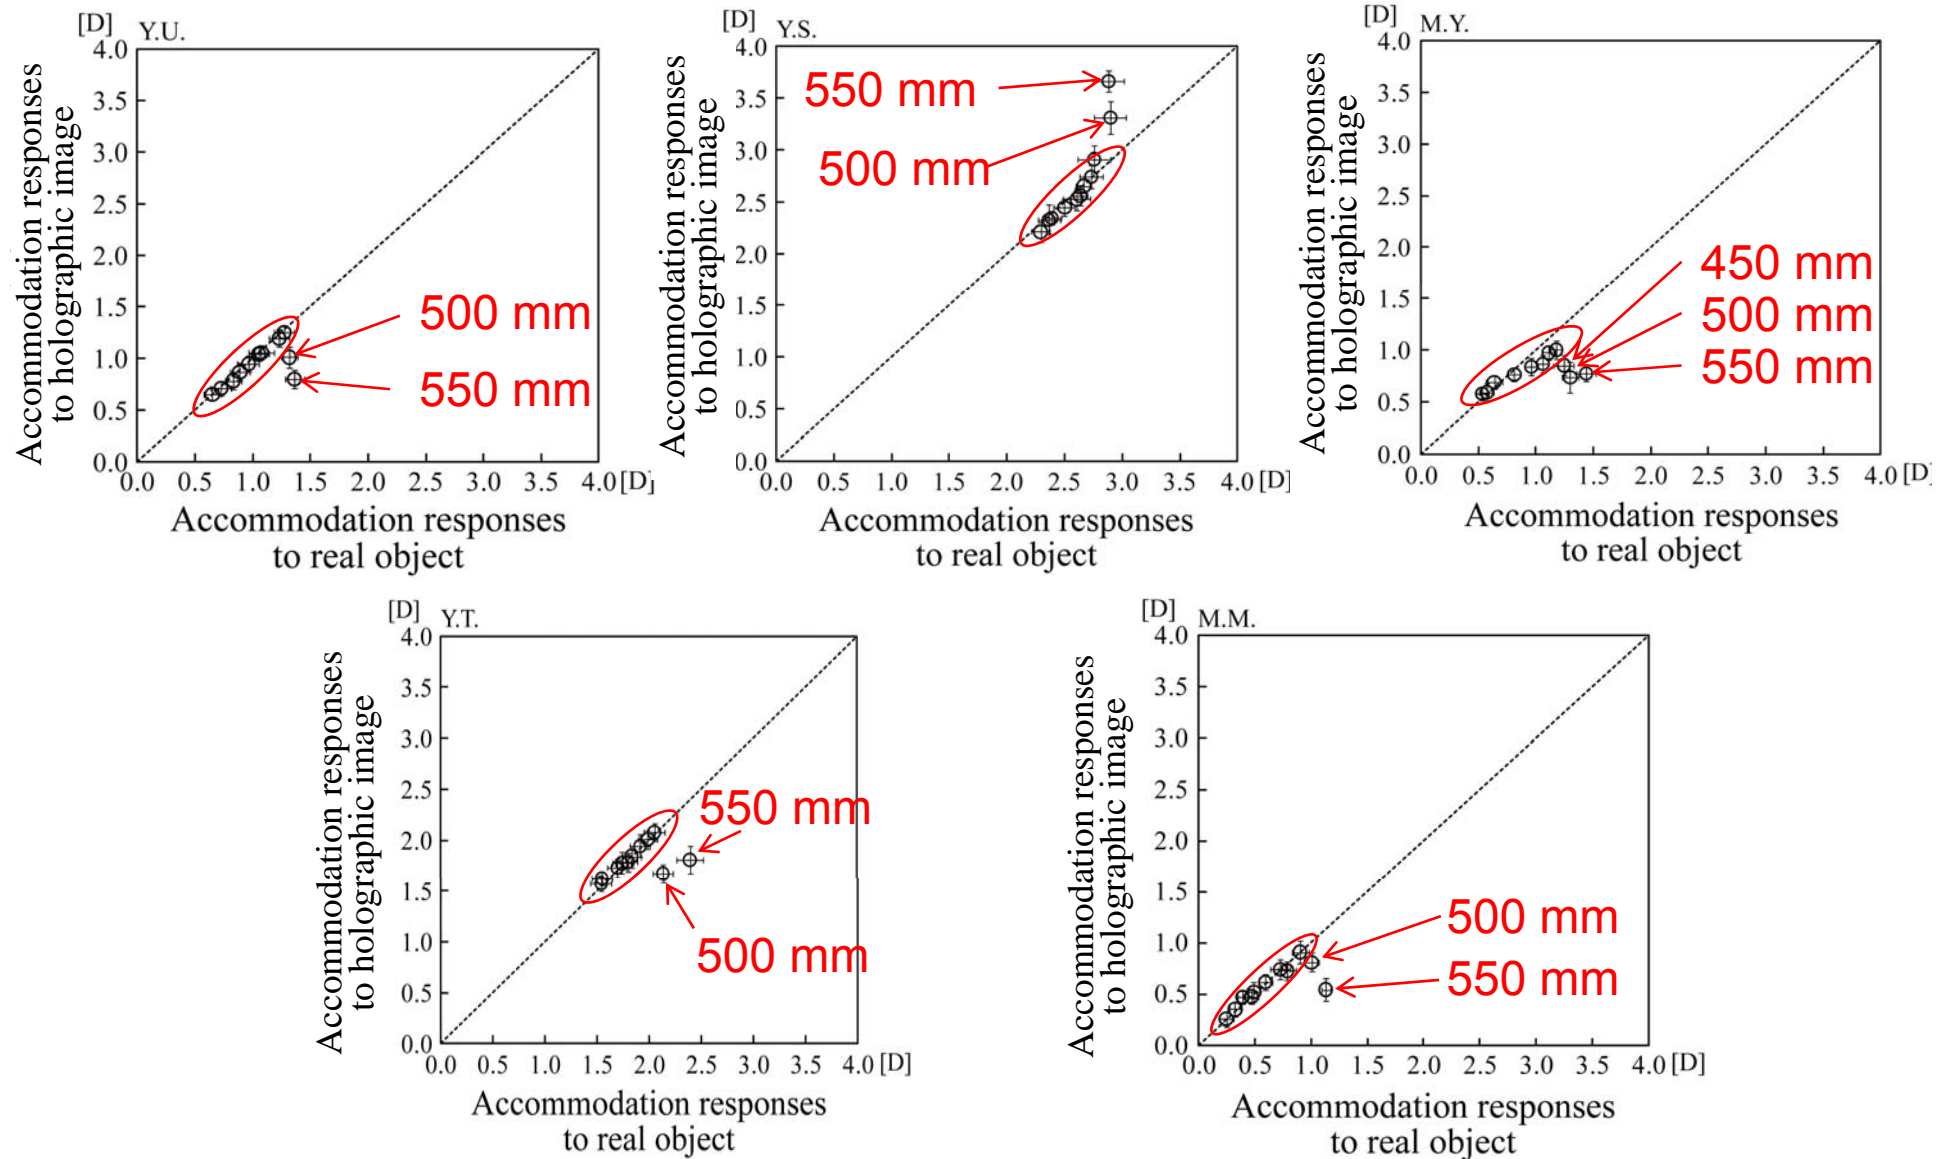 [D] Y.U.
4.0
3.5
3.0
2.5
2.0
1.5
1.0
0.5
0.0
0.0 0.5 1.0 1.5 2.0 2.5 3.0 3.5 4.0 [D]
Accommodation responses
to holographic image
Accommodation responses
to real object
500 mm
550 mm
[D] Y.S.
4.0
3.5
3.0
2.5
2.0
1.5
1.0
0.5
0.0
0.0 0.5 1.0 1.5 2.0 2.5 3.0 3.5 4.0 [D]
Accommodation responses
to holographic image
Accommodation responses
to real object
550 mm
500 mm
[D] M.Y.
4.0
3.5
3.0
2.5
2.0
1.5
1.0
0.5
0.0
0.0 0.5 1.0 1.5 2.0 2.5 3.0 3.5 4.0 [D]
Accommodation responses
to holographic image
Accommodation responses
to real object
450 mm
500 mm
550 mm
[D] Y.T.
4.0
3.5
3.0
2.5
2.0
1.5
1.0
0.5
0.0
0.0 0.5 1.0 1.5 2.0 2.5 3.0 3.5 4.0 [D]
Accommodation responses
to holographic image
Accommodation responses
to real object
550 mm
500 mm
[D] M.M.
4.0
3.5
3.0
2.5
2.0
1.5
1.0
0.5
0.0
0.0 0.5 1.0 1.5 2.0 2.5 3.0 3.5 4.0 [D]
Accommodation responses
to holographic image
Accommodation responses
to real object
500 mm
550 mm